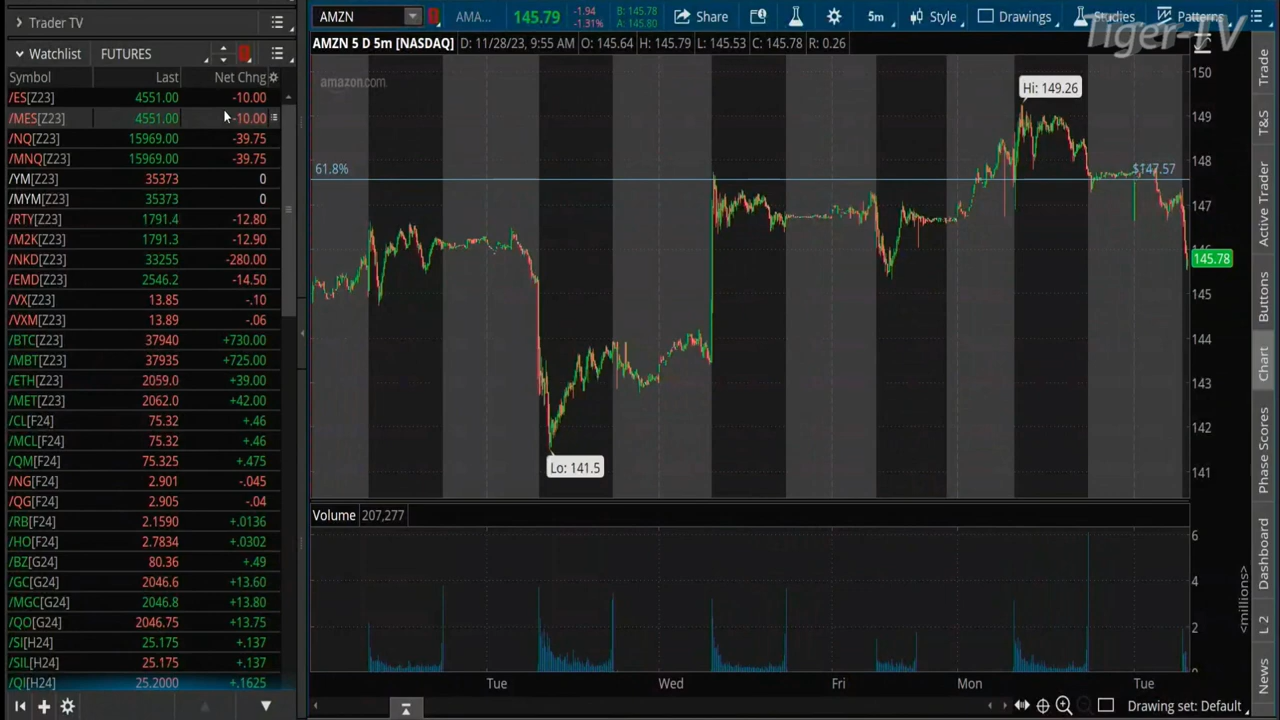 Trader TV
Watchlist FUTURES
Symbol Last Net Chng
/ES[Z23] 4551.00 -10.00
/MES[Z23] 4551.00 -10.00
/NQ[Z23] 15969.00 -39.75
/MNQ[Z23] 15969.00 -39.75
/YM[Z23] 35373 0
/MYM[Z23] 35373 0
/RTY[Z23] 1791.4 -12.80
/M2K[Z23] 1791.3 -12.90
/NKD[Z23] 33255 -280.00
/EMD[Z23] 2546.2 -14.50
/VX[Z23] 13.85 -.10
/VXM[Z23] 13.89 -.06
/BTC[Z23] 37940 +730.00
/MBT[Z23] 37935 +725.00
/ETH[Z23] 2059.0 +39.00
/MET[Z23] 2062.0 +42.00
/CL[F24] 75.32 +.46
/MCL[F24] 75.32 +.46
/QM[F24] 75.325 +.475
/NG[F24] 2.901 -.045
/QG[F24] 2.905 -.04
/RB[F24] 2.1590 +.0136
/HO[F24] 2.7834 +.0302
/BZ[G24] 80.36 +.49
/GC[G24] 2046.6 +13.60
/MGC[G24] 2046.8 +13.80
/QO[G24] 2046.75 +13.75
/SI[H24] 25.175 +.137
/SIL[H24] 25.175 +.137
/QI[H24] 25.2000 +.1625
AMZN AMA... 145.79 -1.94 -1.31% B: 145.78 A: 145.80 Share 5m Style Drawings Studies Patterns
Tiger-TV
AMZN 5 D 5m [NASDAQ] D: 11/28/23, 9:55 AM O: 145.64 H: 145.79 L: 145.53 C: 145.78 R: 0.26
amazon.com
Hi: 149.26
61.8%
$147.57
Lo: 141.5
150
149
148
147
146
145.78
145
144
143
142
141
Volume 207,277
6
4
2
0
<millions>
Tue Wed Fri Mon Tue
Drawing set: Default
Trade
T&S
Active Trader
Buttons
Chart
Phase Scores
Dashboard
L 2
News